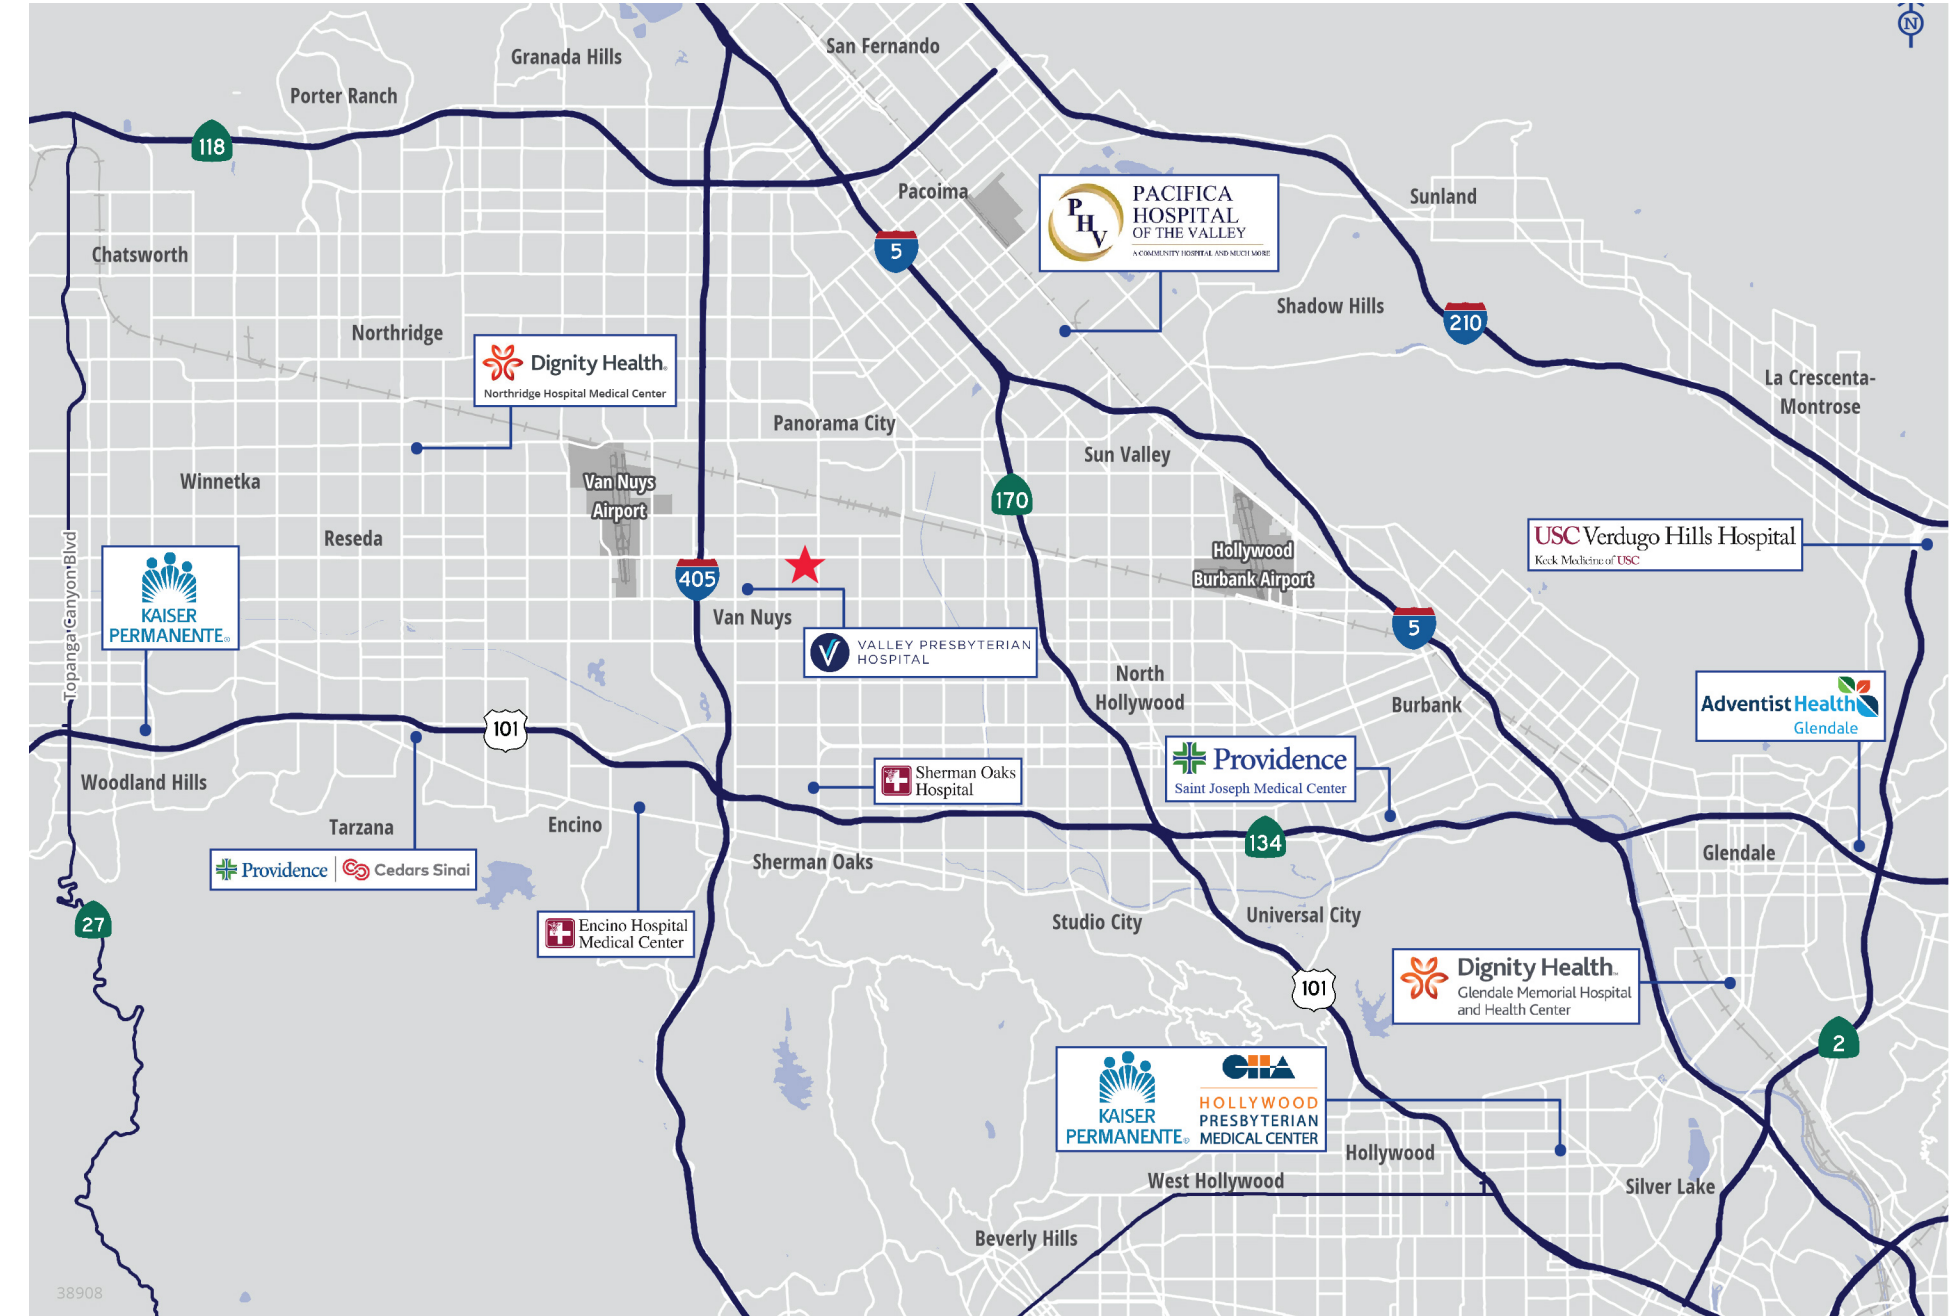 N
San Fernando
Granada Hills
Porter Ranch
118
Pacoima
PHV
PACIFICA
HOSPITAL
OF THE VALLEY
A COMMUNITY HOSPITAL AND MUCH MORE
Sunland
5
Chatsworth
Shadow Hills
210
Northridge
Dignity Health
Northridge Hospital Medical Center
La Crescenta-
Montrose
Panorama City
Sun Valley
Winnetka
Van Nuys
Airport
170
Reseda
USC Verdugo Hills Hospital
Keck Medicine of USC
Hollywood
Burbank Airport
Topanga Canyon Blvd
405
KAISER
PERMANENTE®
Van Nuys
5
VALLEY PRESBYTERIAN
HOSPITAL
North
Hollywood
Burbank
Adventist Health
Glendale
101
Woodland Hills
Sherman Oaks
Hospital
Providence
Saint Joseph Medical Center
Tarzana
Encino
134
Sherman Oaks
Glendale
Providence | Cedars Sinai
27
Encino Hospital
Medical Center
Studio City
Universal City
Dignity Health
Glendale Memorial Hospital
and Health Center
101
2
KAISER
PERMANENTE®
CHA
HOLLYWOOD
PRESBYTERIAN
MEDICAL CENTER
Hollywood
West Hollywood
Silver Lake
Beverly Hills
38908